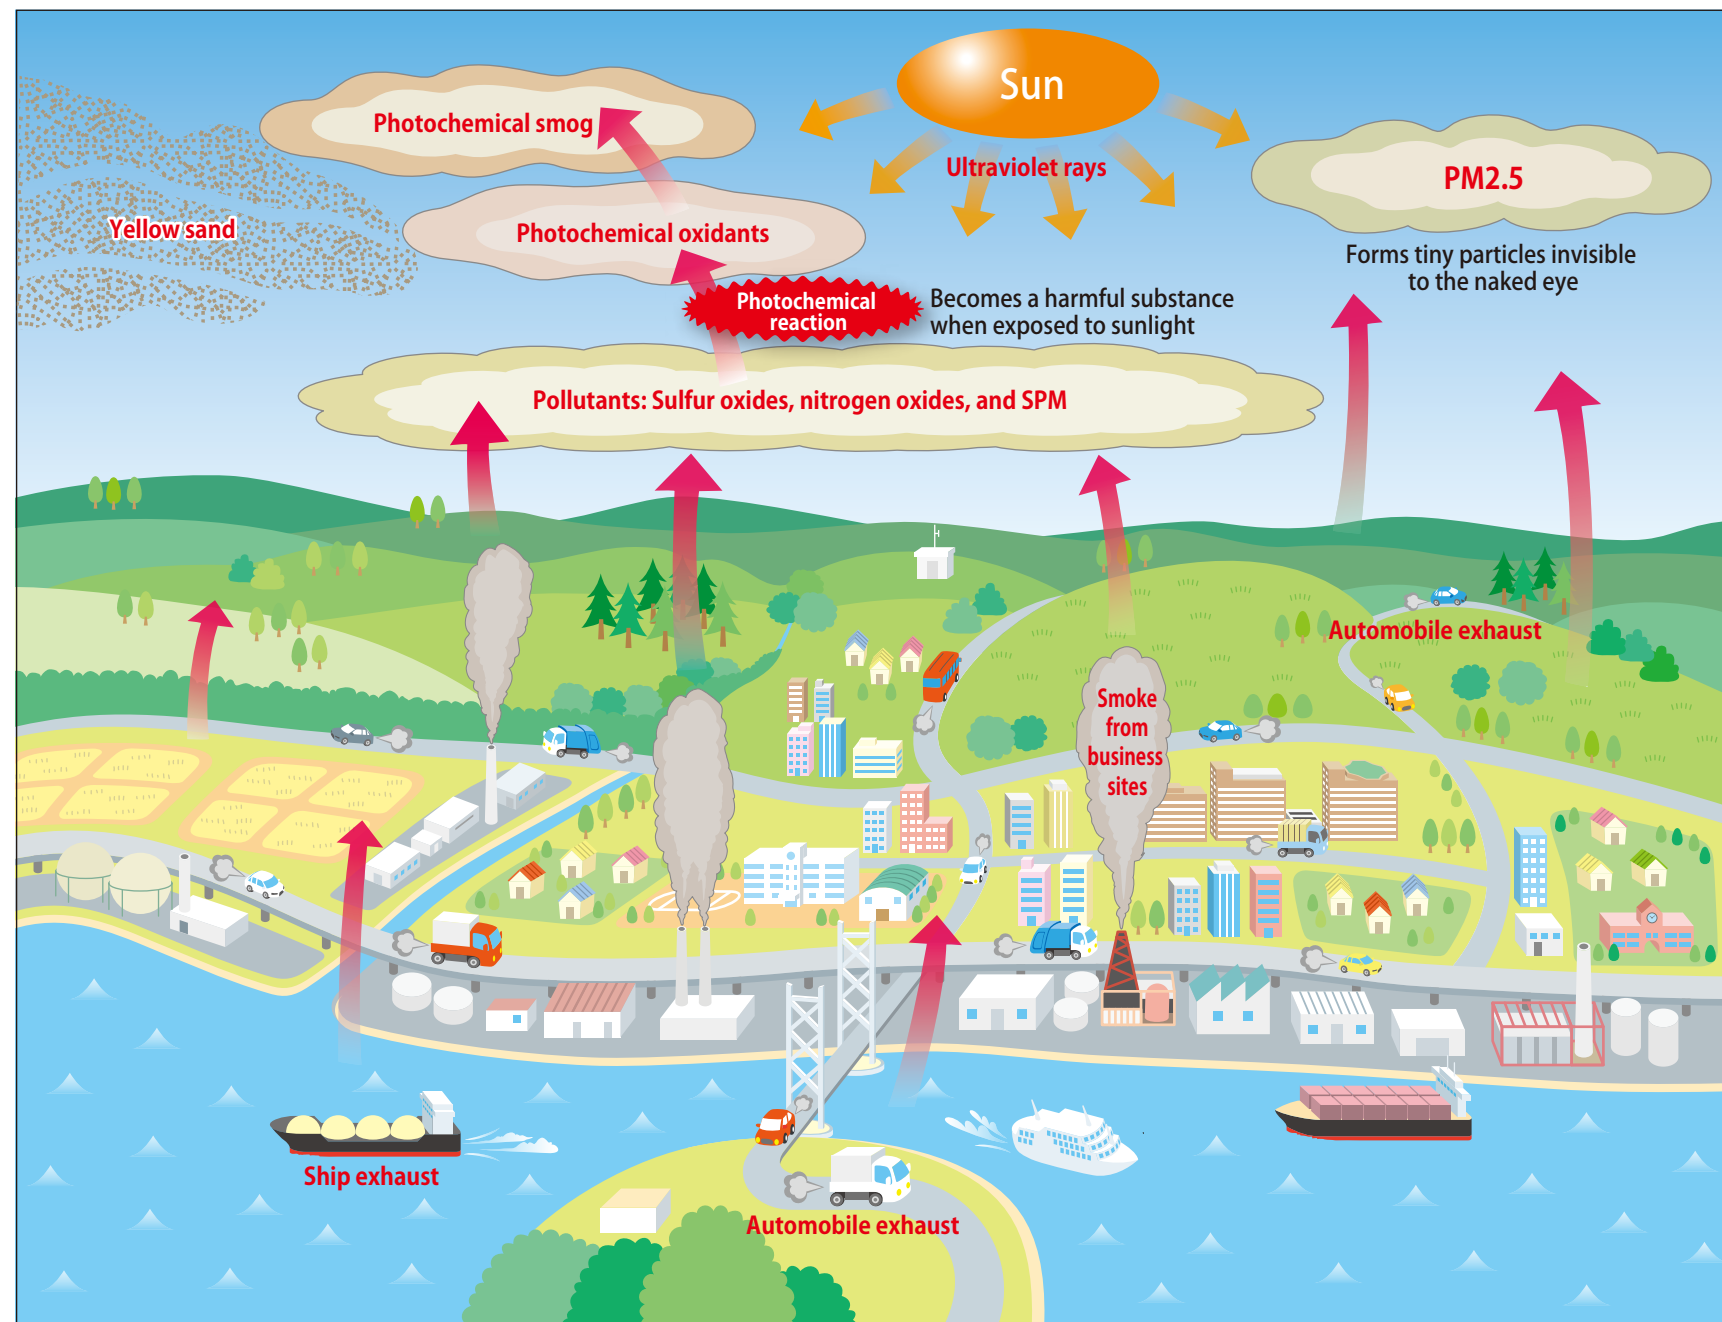 Sun
Photochemical smog
Ultraviolet rays
PM2.5
Yellow sand
Photochemical oxidants
Forms tiny particles invisible
to the naked eye
Photochemical
reaction
Becomes a harmful substance
when exposed to sunlight
Pollutants: Sulfur oxides, nitrogen oxides, and SPM
Automobile exhaust
Smoke
from
business
sites
Ship exhaust
Automobile exhaust